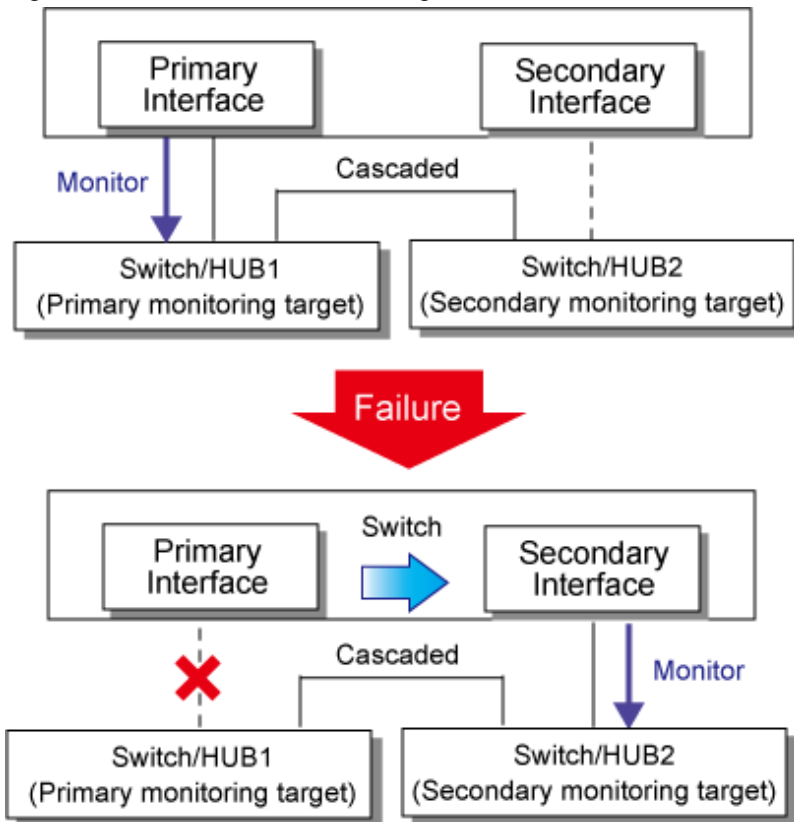 Primary
Interface
Secondary
Interface
Monitor
Cascaded
Switch/HUB1
(Primary monitoring target)
Switch/HUB2
(Secondary monitoring target)
Failure
Primary
Interface
Switch
Secondary
Interface
Cascaded
Monitor
Switch/HUB1
(Primary monitoring target)
Switch/HUB2
(Secondary monitoring target)